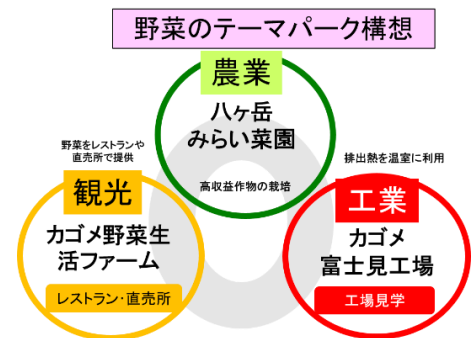 野菜のテーマパーク構想
農業
八ヶ岳
みらい菜園
高収益作物の栽培
野菜をレストランや
直売所で提供
観光
カゴメ野菜生
活ファーム
レストラン・直売所
排出熱を温室に利用
工業
カゴメ
富士見工場
工場見学